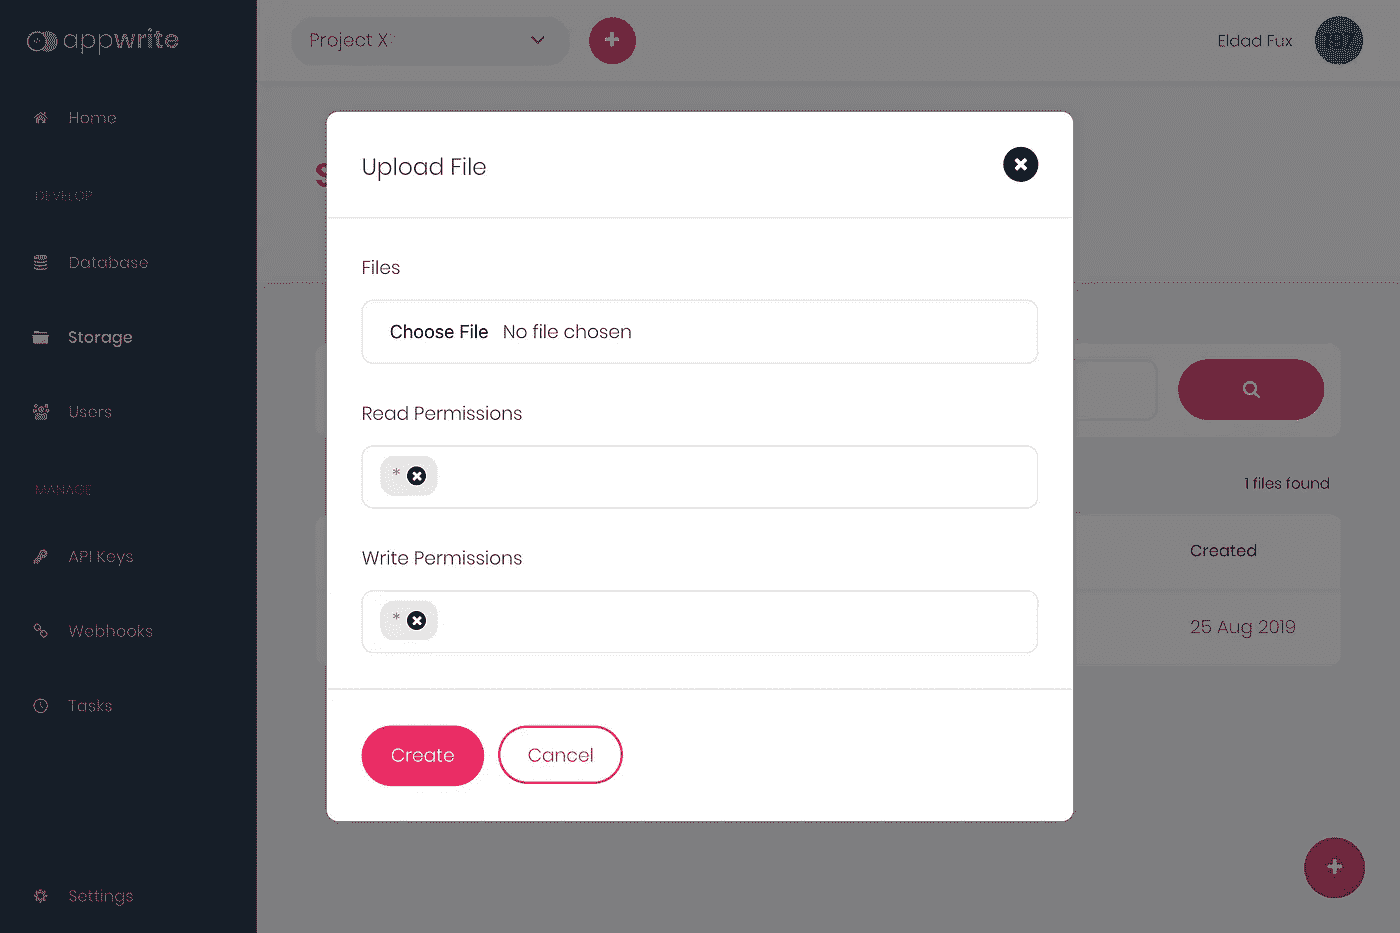 appwrite
Project X
Eldad Fux
Home
DEVELOP
Database
Storage
Users
MANAGE
API Keys
Webhooks
Tasks
Settings
Upload File
Files
Choose File No file chosen
Read Permissions
*
Write Permissions
*
Create
Cancel
1 files found
Created
25 Aug 2019